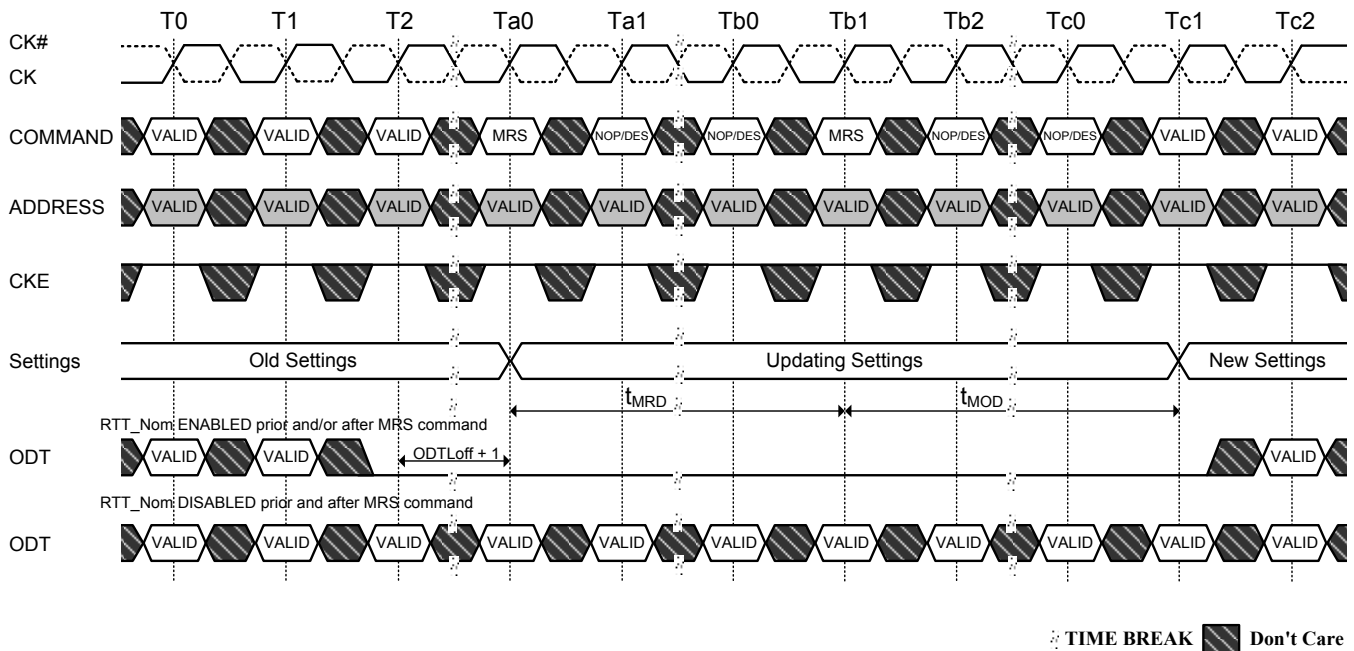 T0 T1 T2 Ta0 Ta1 Tb0 Tb1 Tb2 Tc0 Tc1 Tc2
CK#
CK
COMMAND VALID VALID VALID MRS NOP/DES NOP/DES MRS NOP/DES NOP/DES VALID VALID
ADDRESS VALID VALID VALID VALID VALID VALID VALID VALID VALID VALID VALID
CKE
Settings Old Settings Updating Settings New Settings
tMRD tMOD
RTT_Nom ENABLED prior and/or after MRS command
ODT VALID VALID ODTLoff + 1 VALID
RTT_Nom DISABLED prior and after MRS command
ODT VALID VALID VALID VALID VALID VALID VALID VALID VALID VALID VALID
TIME BREAK Don't Care